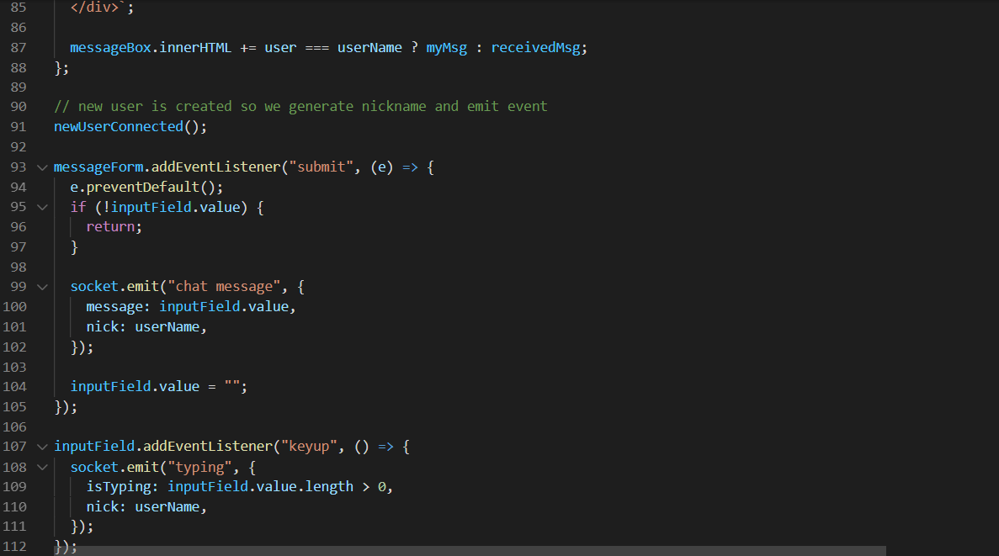 85   </div>`;
86
87   messageBox.innerHTML += user === userName ? myMsg : receivedMsg;
88 };
89
90 // new user is created so we generate nickname and emit event
91 newUserConnected();
92
93 messageForm.addEventListener("submit", (e) => {
94   e.preventDefault();
95   if (!inputField.value) {
96     return;
97   }
98
99   socket.emit("chat message", {
100     message: inputField.value,
101     nick: userName,
102   });
103
104   inputField.value = "";
105 });
106
107 inputField.addEventListener("keyup", () => {
108   socket.emit("typing", {
109     isTyping: inputField.value.length > 0,
110     nick: userName,
111   });
112 });